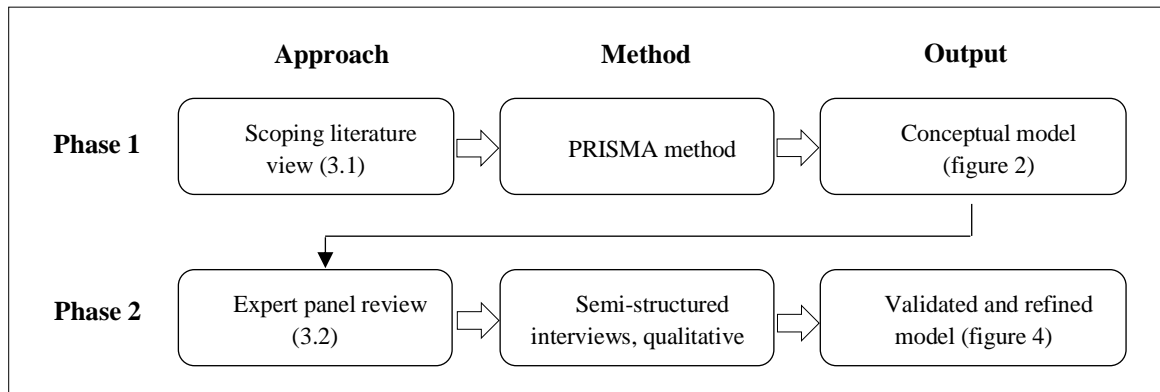 Approach
Method
Output
Phase 1
Scoping literature
view (3.1)
PRISMA method
Conceptual model
(figure 2)
Phase 2
Expert panel review
(3.2)
Semi-structured
interviews, qualitative
Validated and refined
model (figure 4)